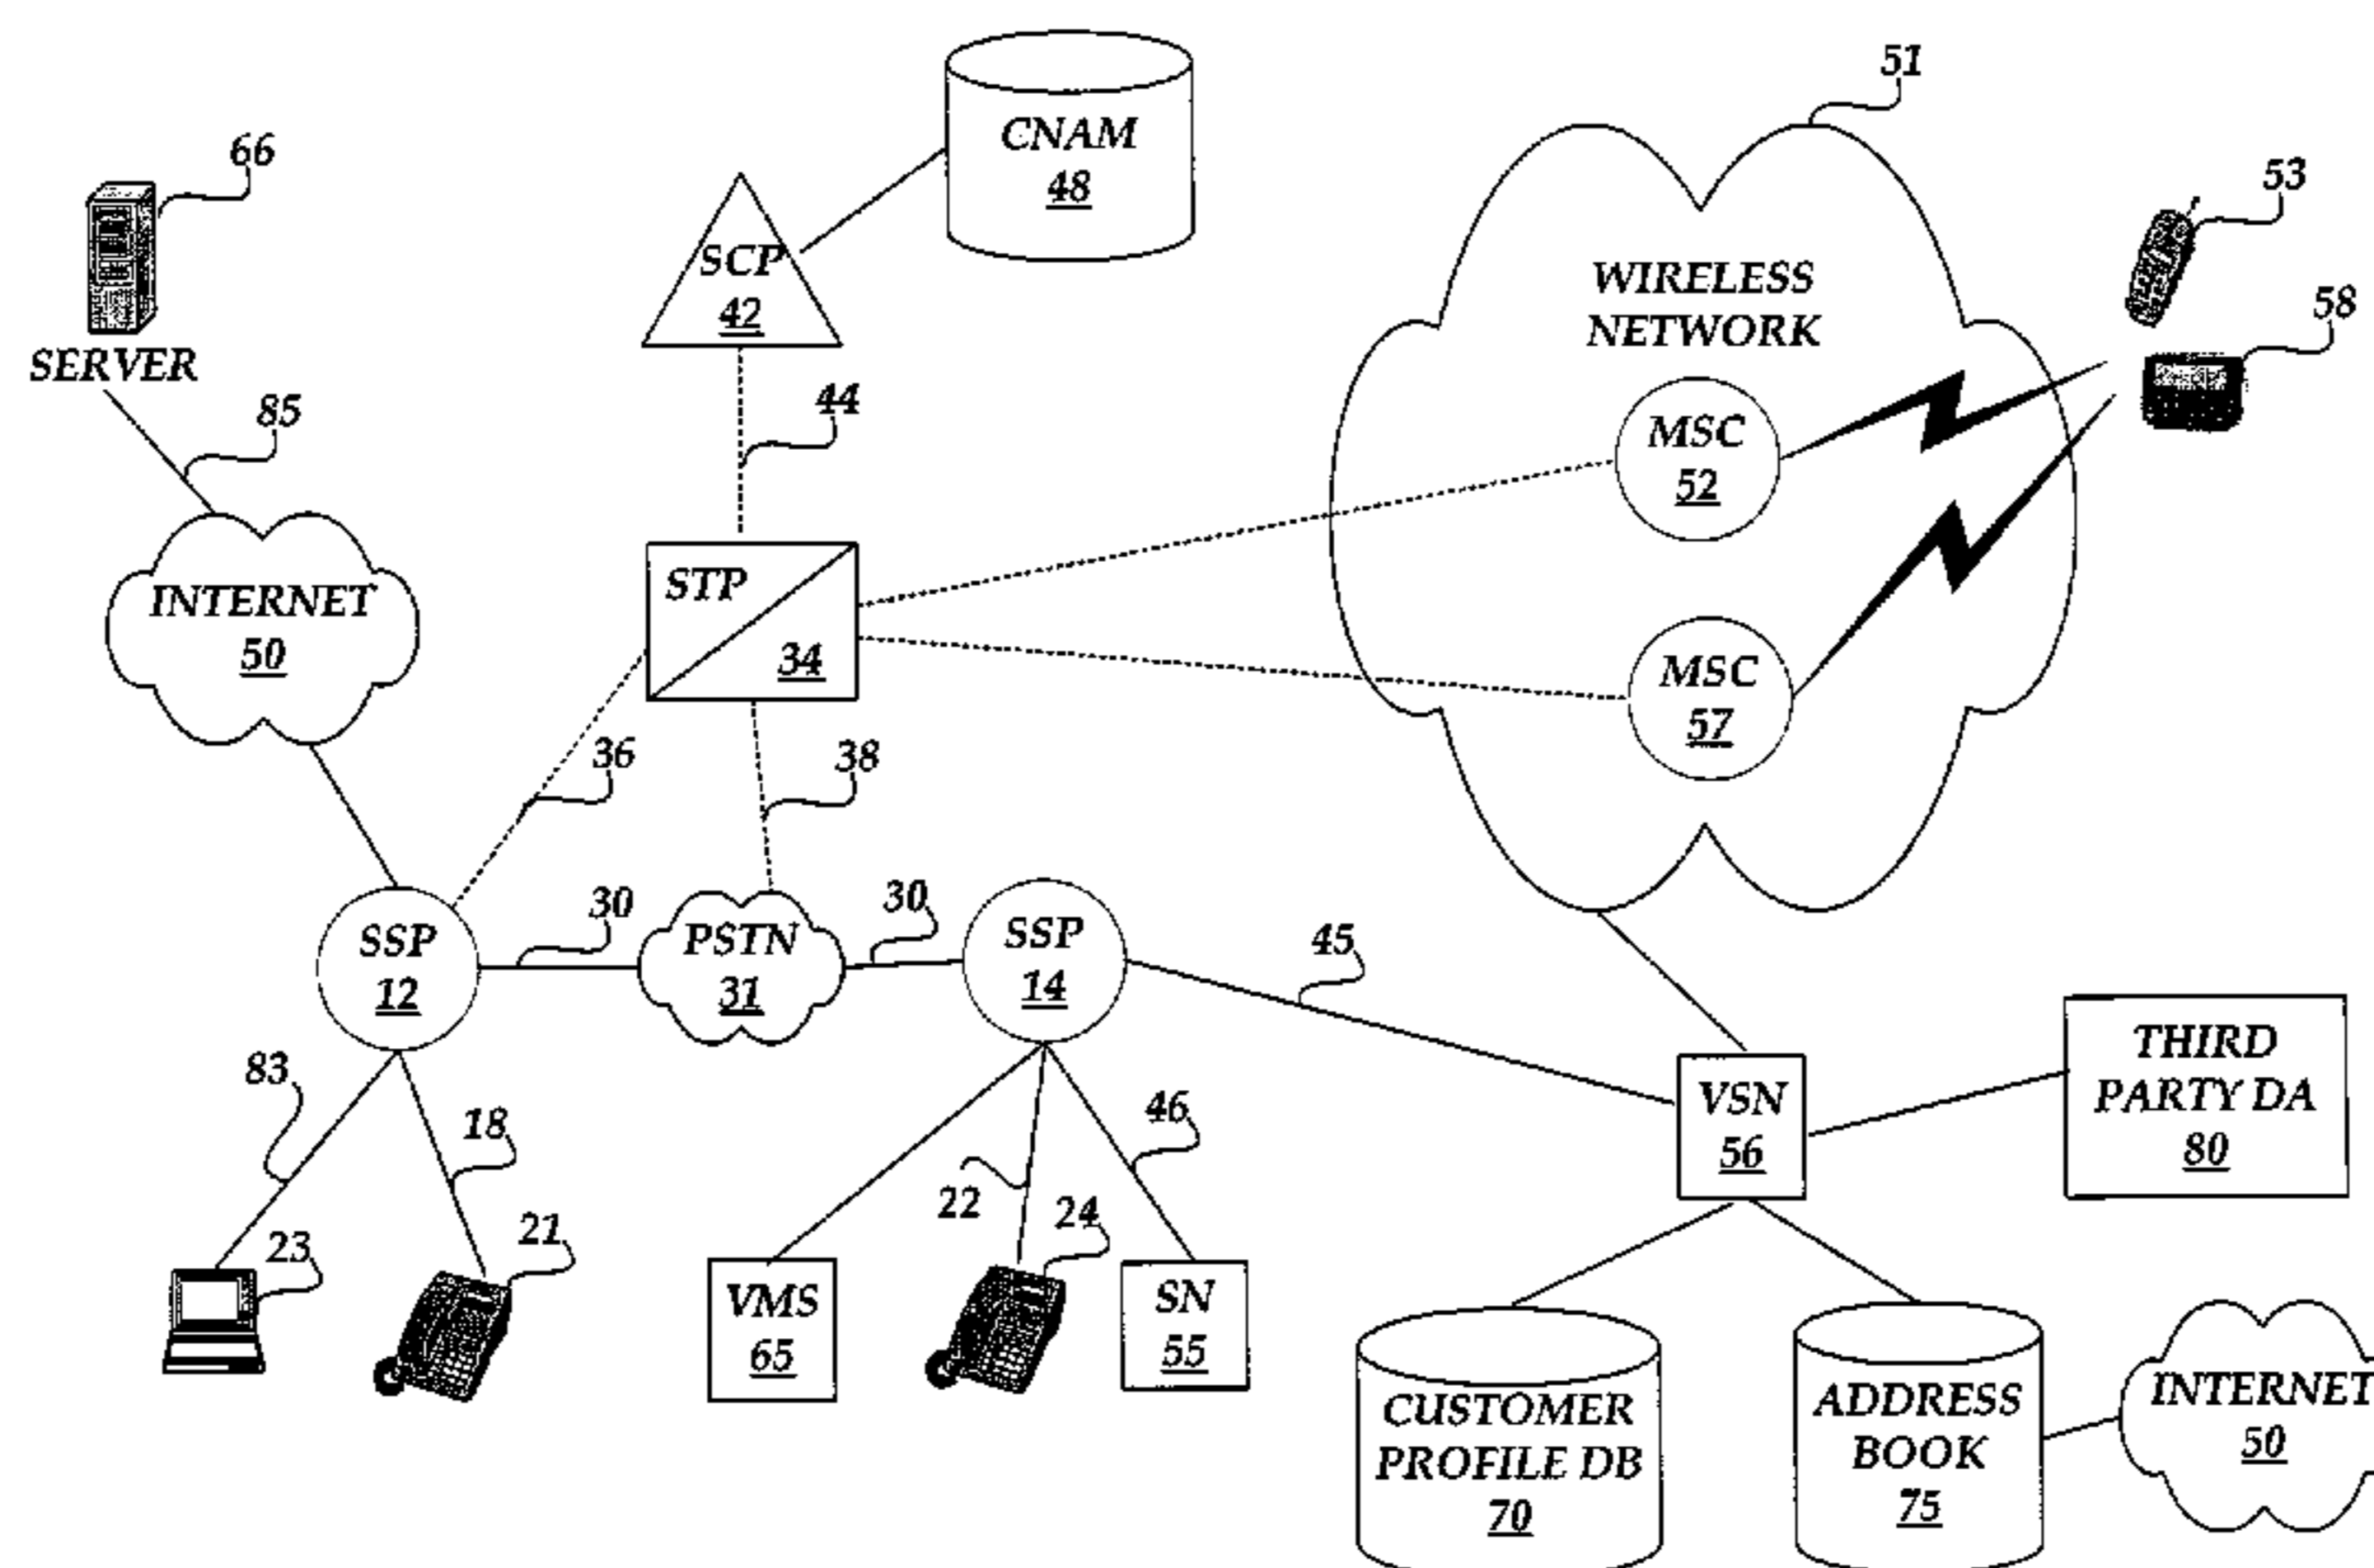 51
CNAM
48
66
53
SCP
42
58
WIRELESS
NETWORK
SERVER
85
44
MSC
52
INTERNET
50
STP
34
MSC
57
36
38
30
30
SSP
12
PSTN
31
SSP
14
45
THIRD
PARTY DA
80
VSN
56
83
18
46
22
24
21
23
VMS
65
SN
55
CUSTOMER
PROFILE DB
70
ADDRESS
BOOK
75
INTERNET
50